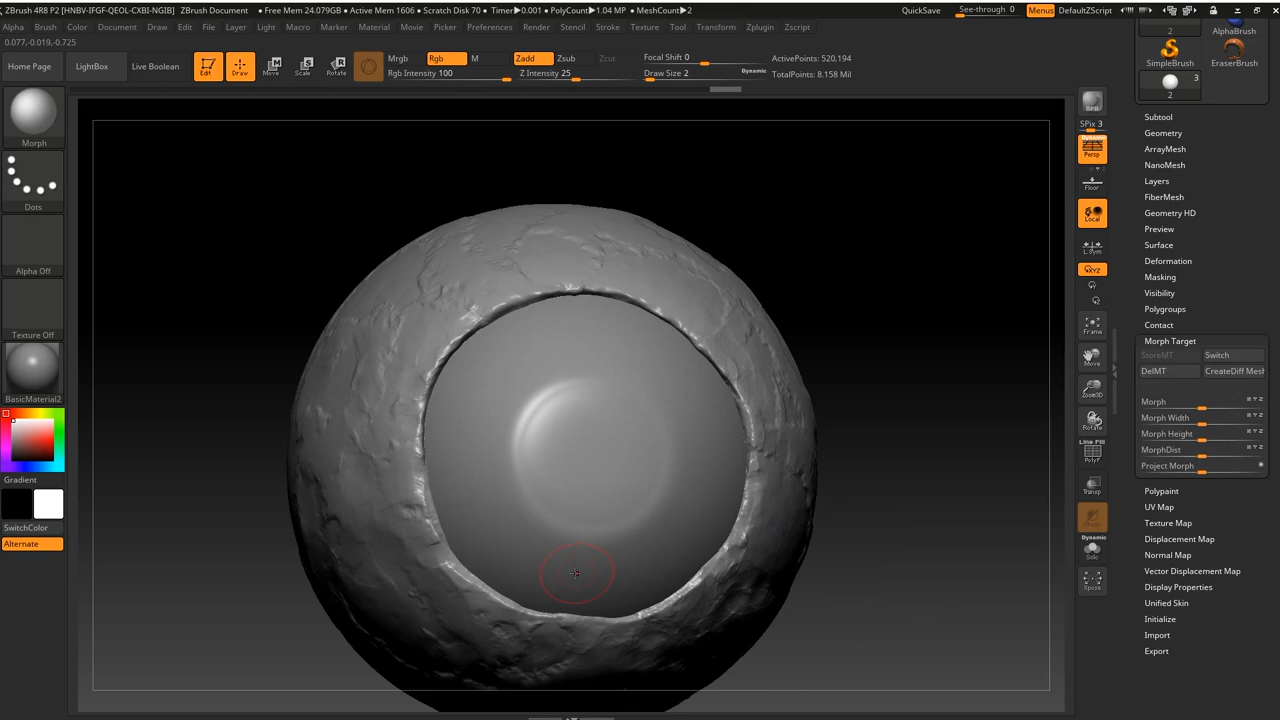 ZBrush 4R8 P2 [HNBV-IFGF-QEOL-CXBI-NGIB] ZBrush Document • Free Mem 24.079GB • Active Mem 1606 • Scratch Disk 70 • Timer▶0.001 • PolyCount▶1.04 MP • MeshCount▶2 QuickSave See-through 0 Menus DefaultZScript
Alpha Brush Color Document Draw Edit File Layer Light Macro Marker Material Movie Picker Preferences Render Stencil Stroke Texture Tool Transform Zplugin Zscript
0.077,-0.019,-0.725
Home Page LightBox Live Boolean Edit Draw Move Scale Rotate
Mrgb Rgb M Zadd Zsub Zcut Focal Shift 0 ActivePoints: 520,194
Rgb Intensity 100 Z Intensity 25 Draw Size 2 Dynamic TotalPoints: 8.158 Mil
Morph
Dots
Alpha Off
Texture Off
BasicMaterial2
Gradient
SwitchColor
Alternate
BPR
SPix 3
Dynamic
Persp
Floor
Local
L.Sym
XYZ
Y
Z
Frame
Move
Zoom3D
Rotate
Line Fill
PolyF
Transp
Dynamic
Solo
Xpose
2 AlphaBrush
SimpleBrush EraserBrush
3
2
Subtool
Geometry
ArrayMesh
NanoMesh
Layers
FiberMesh
Geometry HD
Preview
Surface
Deformation
Masking
Visibility
Polygroups
Contact
Morph Target
StoreMT Switch
DelMT CreateDiff Mesh
Morph
Morph Width
Morph Height
MorphDist
Project Morph
Polypaint
UV Map
Texture Map
Displacement Map
Normal Map
Vector Displacement Map
Display Properties
Unified Skin
Initialize
Import
Export